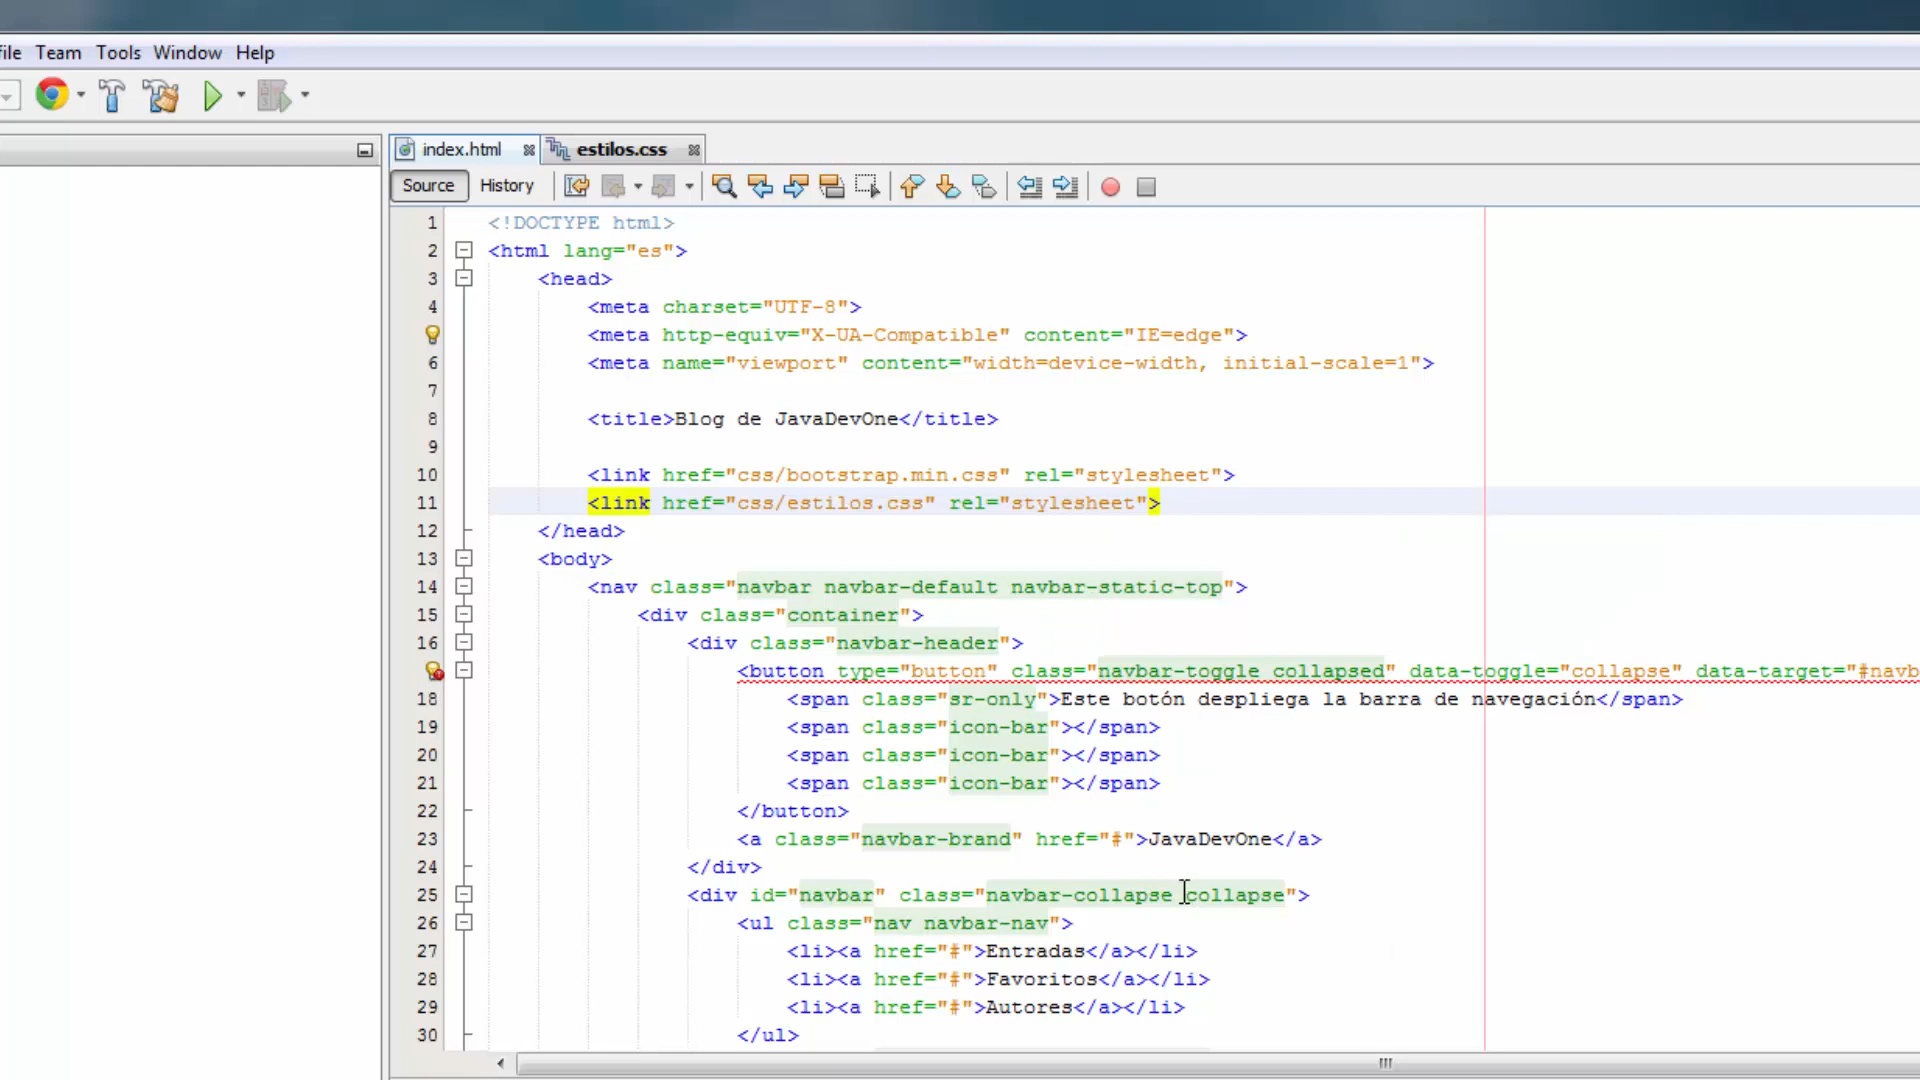 Team Tools Window Help
index.html estilos.css
Source History
1 <!DOCTYPE html>
2 <html lang="es">
3 <head>
4 <meta charset="UTF-8">
<meta http-equiv="X-UA-Compatible" content="IE=edge">
6 <meta name="viewport" content="width=device-width, initial-scale=1">
7
8 <title>Blog de JavaDevOne</title>
9
10 <link href="css/bootstrap.min.css" rel="stylesheet">
11 <link href="css/estilos.css" rel="stylesheet">
12 </head>
13 <body>
14 <nav class="navbar navbar-default navbar-static-top">
15 <div class="container">
16 <div class="navbar-header">
<button type="button" class="navbar-toggle collapsed" data-toggle="collapse" data-target="#navb
18 <span class="sr-only">Este botón despliega la barra de navegación</span>
19 <span class="icon-bar"></span>
20 <span class="icon-bar"></span>
21 <span class="icon-bar"></span>
22 </button>
23 <a class="navbar-brand" href="#">JavaDevOne</a>
24 </div>
25 <div id="navbar" class="navbar-collapse collapse">
26 <ul class="nav navbar-nav">
27 <li><a href="#">Entradas</a></li>
28 <li><a href="#">Favoritos</a></li>
29 <li><a href="#">Autores</a></li>
30 </ul>